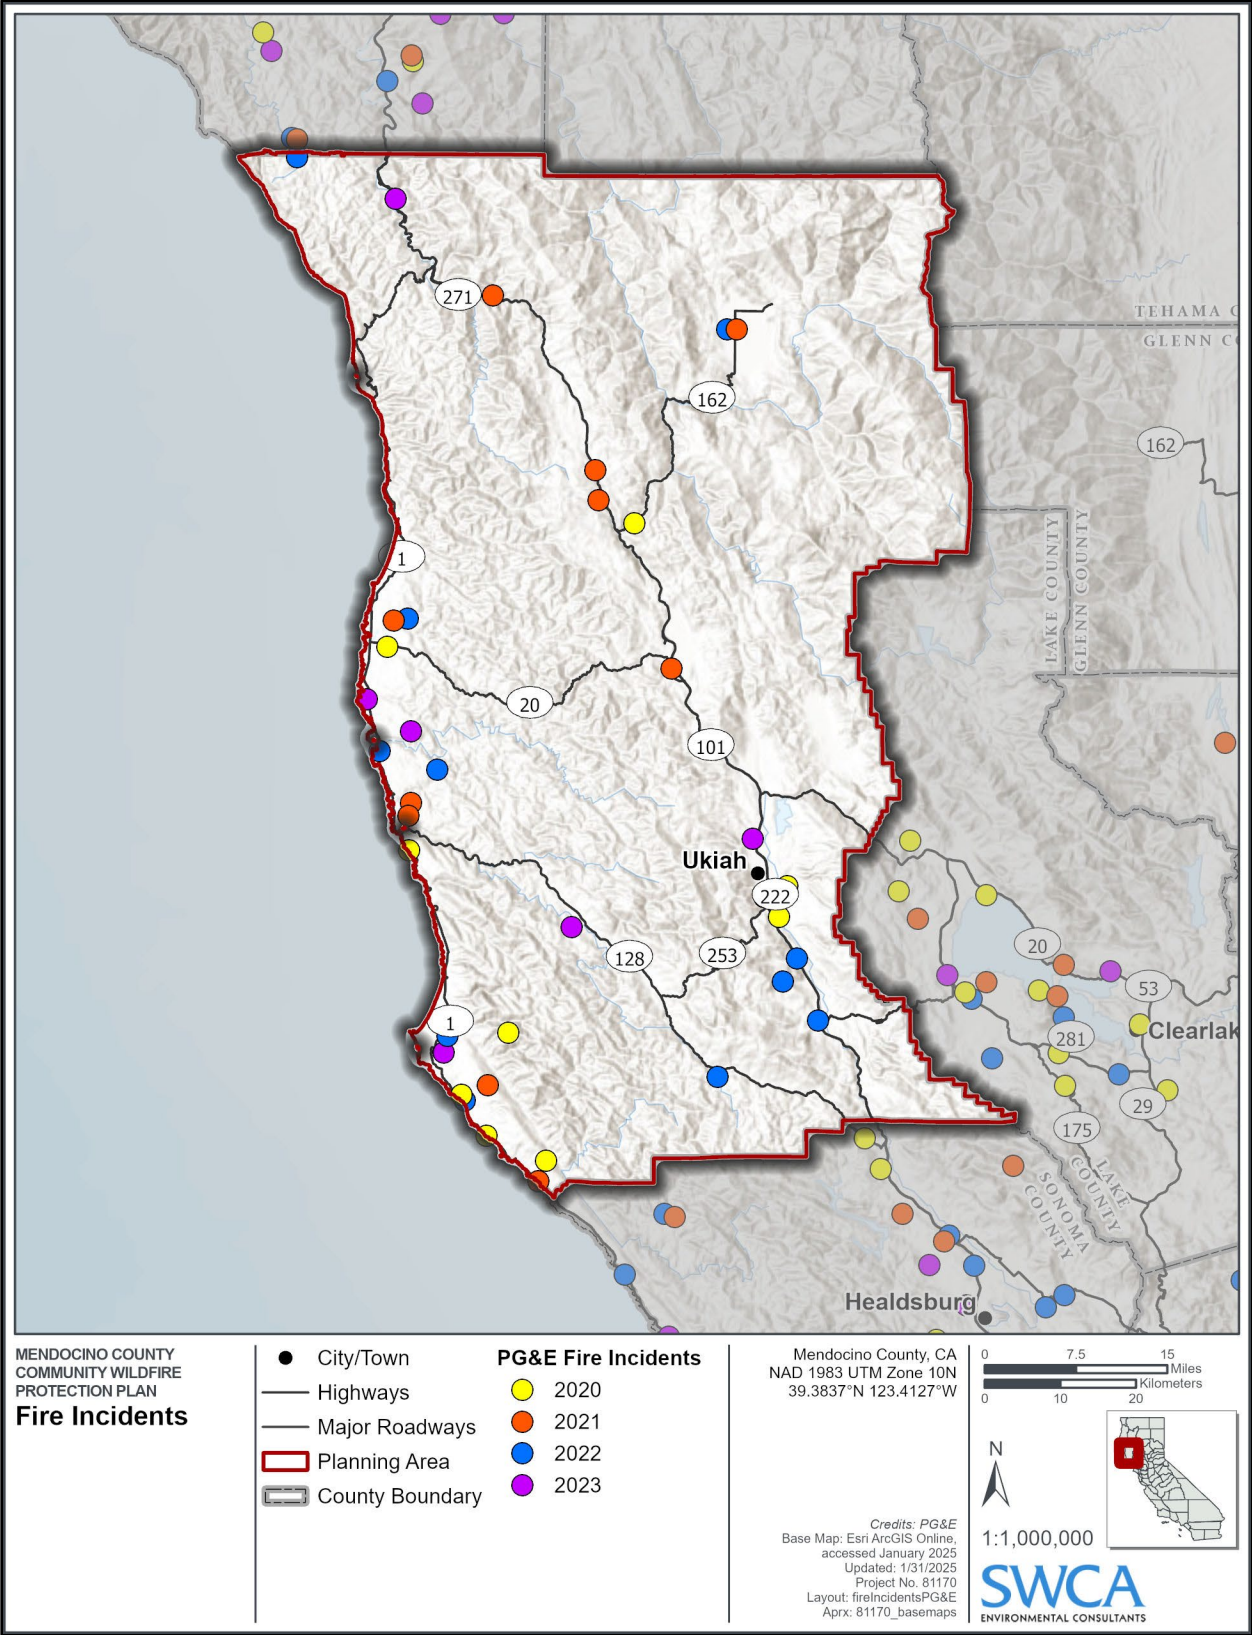 TEHAMA C
GLENN C
271
162
162
1
LAKE COUNTY
GLENN COUNTY
20
101
Ukiah
222
128
253
20
53
1
281
Clearlak
29
175
LAKE
COUNTY
SONOMA
COUNTY
Healdsburg
MENDOCINO COUNTY
COMMUNITY WILDFIRE
PROTECTION PLAN
Fire Incidents
City/Town
Highways
Major Roadways
Planning Area
County Boundary
PG&E Fire Incidents
2020
2021
2022
2023
Mendocino County, CA
NAD 1983 UTM Zone 10N
39.3837°N 123.4127°W
Credits: PG&E
Base Map: Esri ArcGIS Online,
accessed January 2025
Updated: 1/31/2025
Project No. 81170
Layout: fireIncidentsPG&E
Aprx: 81170_basemaps
0 7.5 15
Miles
Kilometers
0 10 20
N
1:1,000,000
SWCA
ENVIRONMENTAL CONSULTANTS